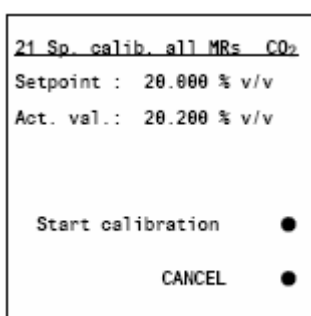 21 Sp. calib. all MRs CO₂
Setpoint : 20.000 % v/v
Act. val.: 20.200 % v/v
Start calibration ●
CANCEL ●